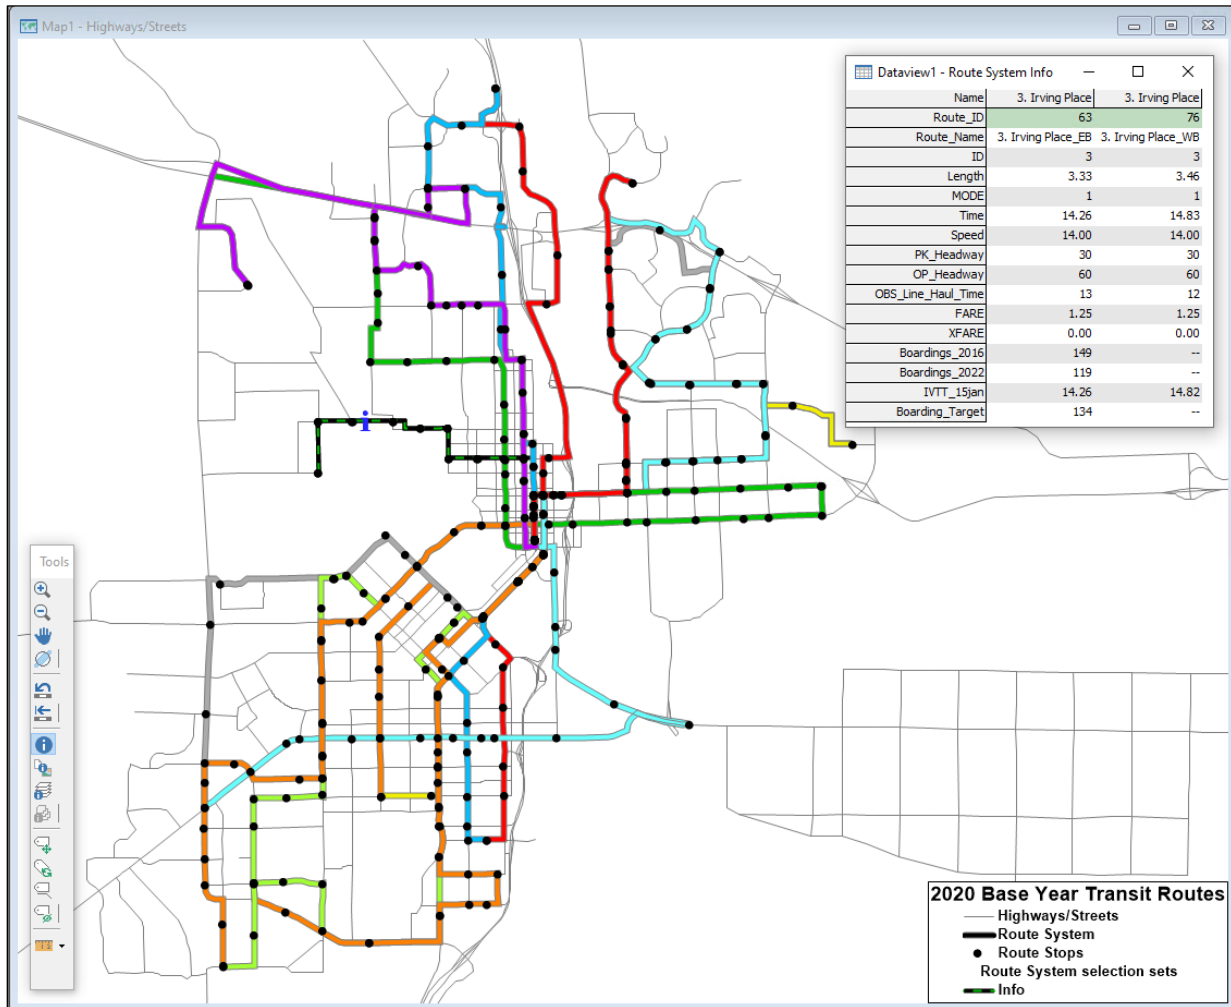 Map1 - Highways/Streets
Dataview1 - Route System Info
Name 3. Irving Place 3. Irving Place
Route_ID 63 76
Route_Name 3. Irving Place_EB 3. Irving Place_WB
ID 3 3
Length 3.33 3.46
MODE 1 1
Time 14.26 14.83
Speed 14.00 14.00
PK_Headway 30 30
OP_Headway 60 60
OBS_Line_Haul_Time 13 12
FARE 1.25 1.25
XFARE 0.00 0.00
Boardings_2016 149 --
Boardings_2022 119 --
IVTT_15jan 14.26 14.82
Boarding_Target 134 --
i
Tools
2020 Base Year Transit Routes
Highways/Streets
Route System
Route Stops
Route System selection sets
Info